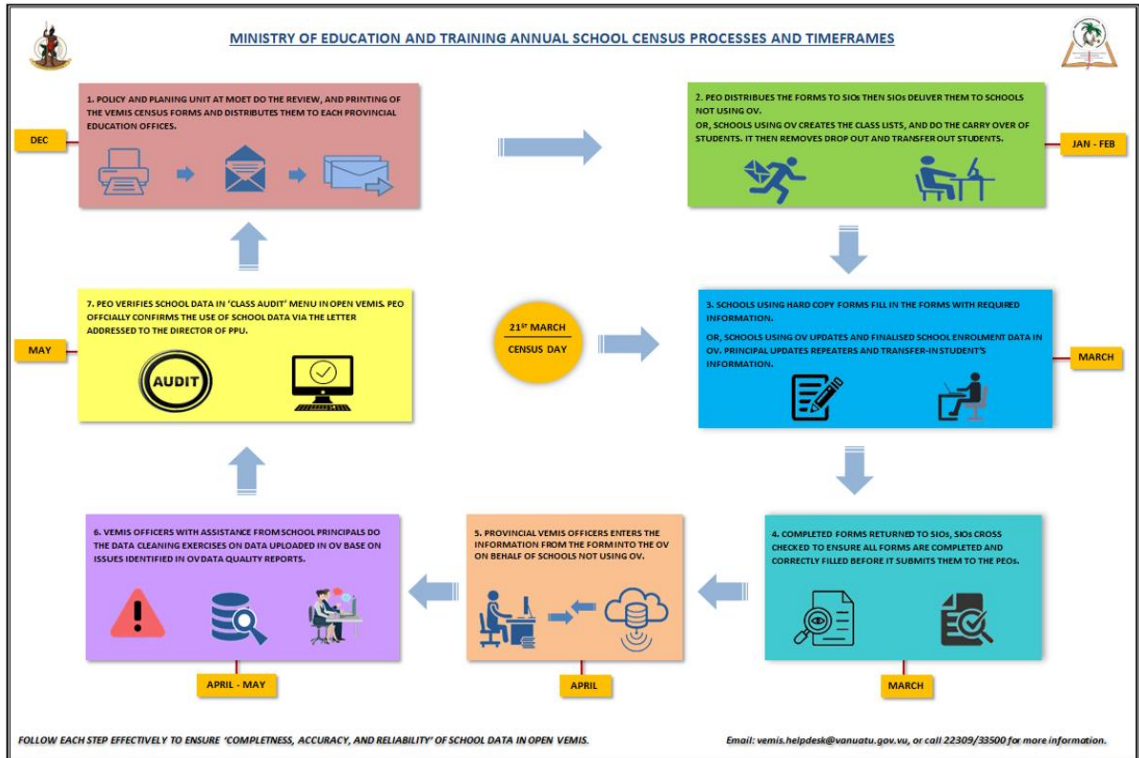 MINISTRY OF EDUCATION AND TRAINING ANNUAL SCHOOL CENSUS PROCESSES AND TIMEFRAMES
DEC
1. POLICY AND PLANING UNIT AT MOET DO THE REVIEW, AND PRINTING OF
THE VEMIS CENSUS FORMS AND DISTRIBUTES THEM TO EACH PROVINCIAL
EDUCATION OFFICES.
2. PEO DISTRIBUES THE FORMS TO SIOs THEN SIOs DELIVER THEM TO SCHOOLS
NOT USING OV.
OR, SCHOOLS USING OV CREATES THE CLASS LISTS, AND DO THE CARRY OVER OF
STUDENTS. IT THEN REMOVES DROP OUT AND TRANSFER OUT STUDENTS.
JAN - FEB
21ST MARCH
CENSUS DAY
3. SCHOOLS USING HARD COPY FORMS FILL IN THE FORMS WITH REQUIRED
INFORMATION.
OR, SCHOOLS USING OV UPDATES AND FINALISED SCHOOL ENROLMENT DATA IN
OV. PRINCIPAL UPDATES REPEATERS AND TRANSFER-IN STUDENT'S
INFORMATION.
MARCH
4. COMPLETED FORMS RETURNED TO SIOs, SIOs CROSS
CHECKED TO ENSURE ALL FORMS ARE COMPLETED AND
CORRECTLY FILLED BEFORE IT SUBMITS THEM TO THE PEOs.
MARCH
5. PROVINCIAL VEMIS OFFICERS ENTERS THE
INFORMATION FROM THE FORM INTO THE OV
ON BEHALF OF SCHOOLS NOT USING OV.
APRIL
6. VEMIS OFFICERS WITH ASSISTANCE FROM SCHOOL PRINCIPALS DO
THE DATA CLEANING EXERCISES ON DATA UPLOADED IN OV BASE ON
ISSUES IDENTIFIED IN OV DATA QUALITY REPORTS.
APRIL - MAY
7. PEO VERIFIES SCHOOL DATA IN 'CLASS AUDIT' MENU IN OPEN VEMIS. PEO
OFFCIALLY CONFIRMS THE USE OF SCHOOL DATA VIA THE LETTER
ADDRESSED TO THE DIRECTOR OF PPU.
AUDIT
MAY
FOLLOW EACH STEP EFFECTIVELY TO ENSURE 'COMPLETNESS, ACCURACY, AND RELIABILITY' OF SCHOOL DATA IN OPEN VEMIS.
Email: vemis.helpdesk@vanuatu.gov.vu, or call 22309/33500 for more information.